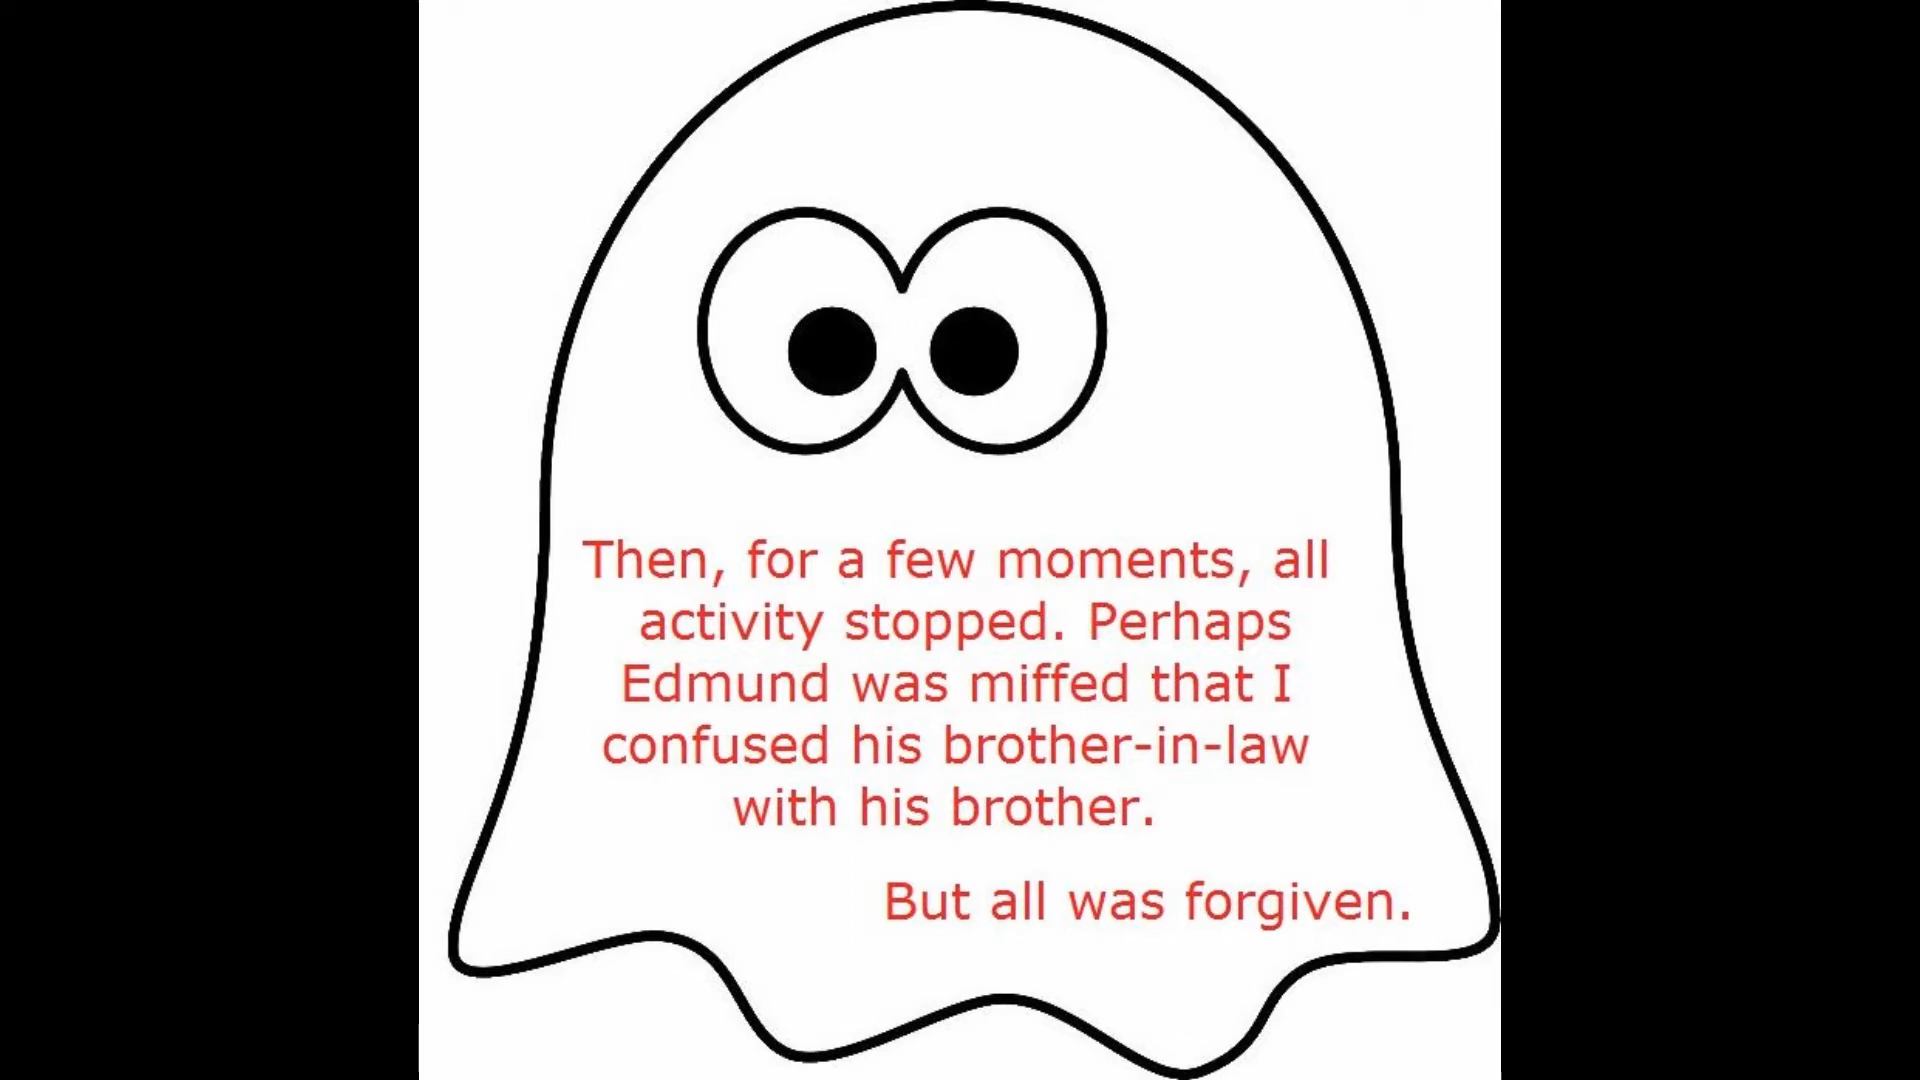 Then, for a few moments, all
activity stopped. Perhaps
Edmund was miffed that I
confused his brother-in-law
with his brother.
But all was forgiven.